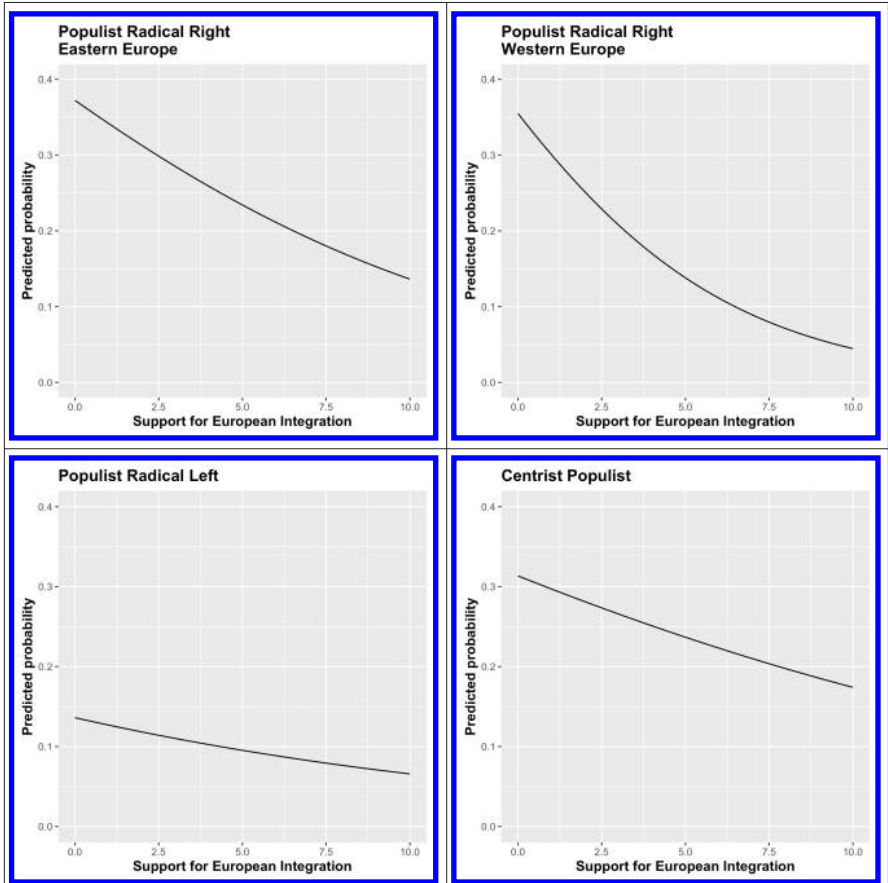 Populist Radical Right
Eastern Europe
0.4
0.3
0.2
0.1
0.0
Predicted probability
0.0 2.5 5.0 7.5 10.0
Support for European Integration
Populist Radical Right
Western Europe
0.4
0.3
0.2
0.1
0.0
Predicted probability
0.0 2.5 5.0 7.5 10.0
Support for European Integration
Populist Radical Left
0.4
0.3
0.2
0.1
0.0
Predicted probability
0.0 2.5 5.0 7.5 10.0
Support for European Integration
Centrist Populist
0.4
0.3
0.2
0.1
0.0
Predicted probability
0.0 2.5 5.0 7.5 10.0
Support for European Integration